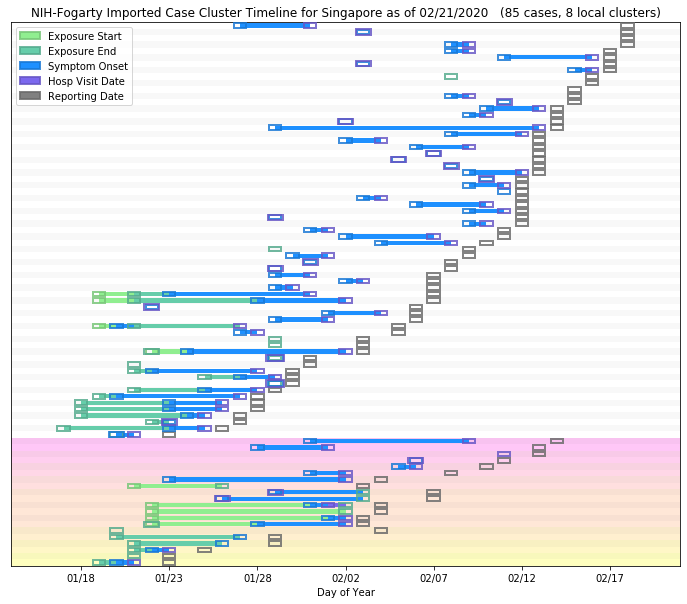 NIH-Fogarty Imported Case Cluster Timeline for Singapore as of 02/21/2020   (85 cases, 8 local clusters)
Exposure Start
Exposure End
Symptom Onset
Hosp Visit Date
Reporting Date
01/18 01/23 01/28 02/02 02/07 02/12 02/17
Day of Year